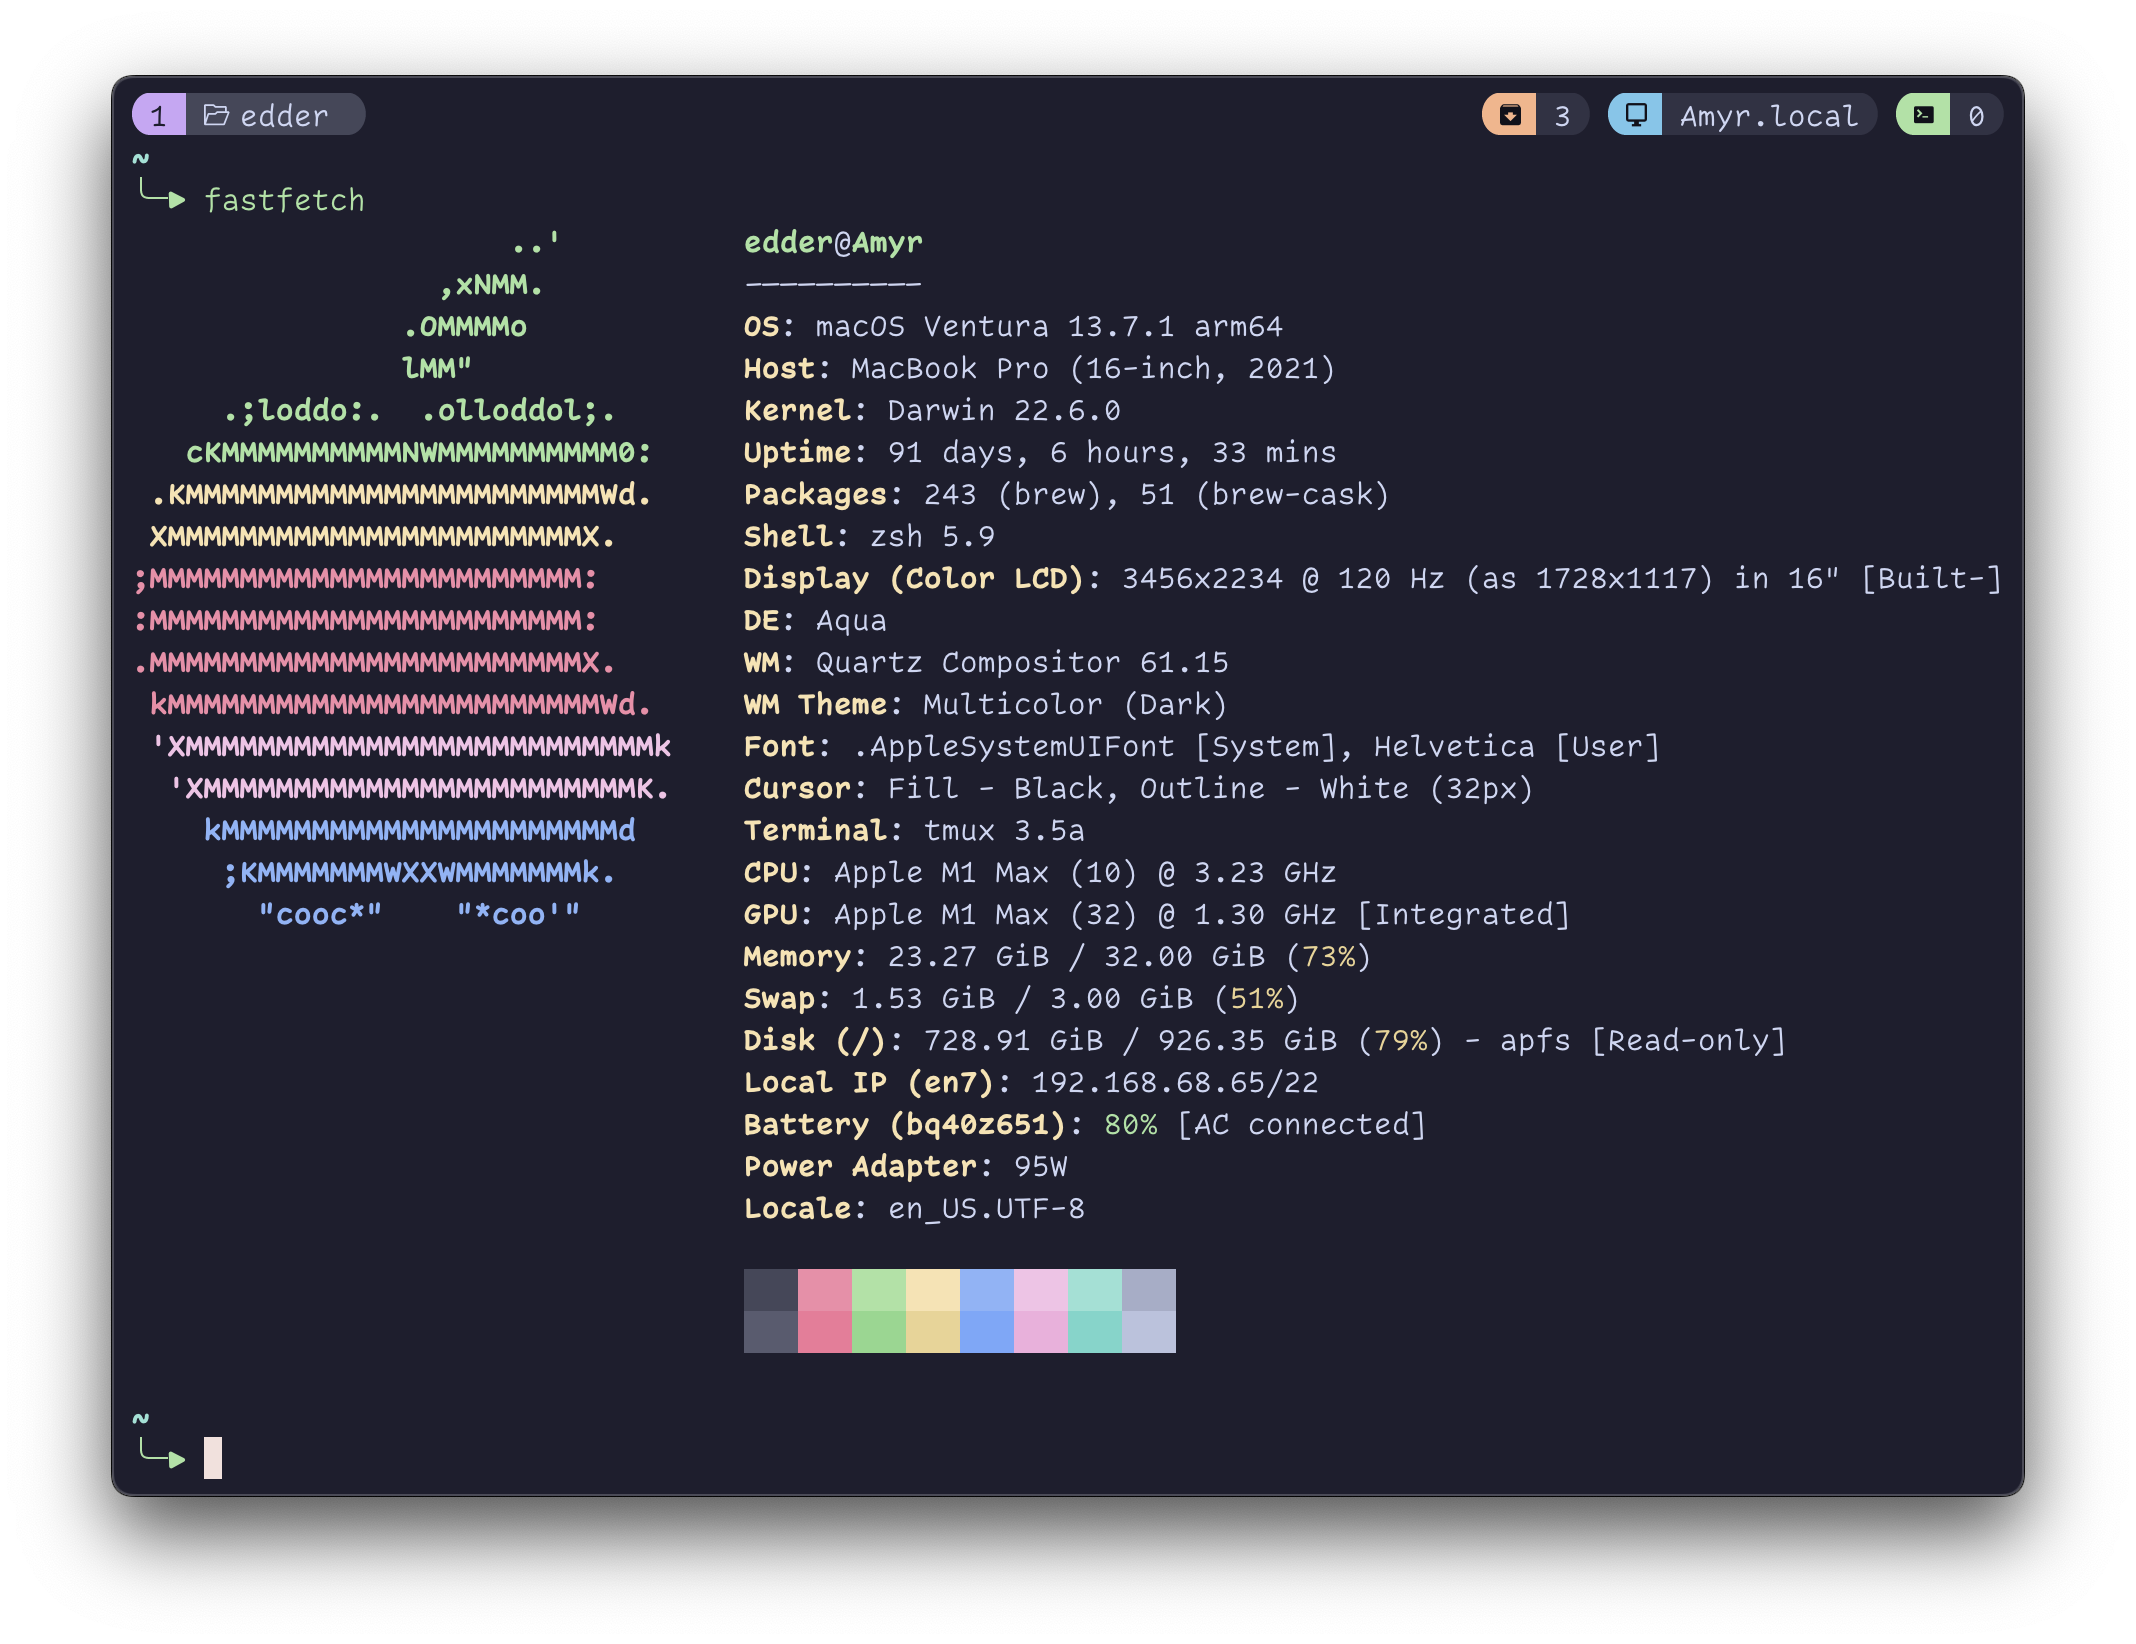 1 edder 3 Amyr.local 0
~
fastfetch
..'
,xNMM.
.OMMMMo
lMM"
.;loddo:.  .olloddol;.
cKMMMMMMMMMMNWMMMMMMMMMM0:
.KMMMMMMMMMMMMMMMMMMMMMMMWd.
XMMMMMMMMMMMMMMMMMMMMMMMX.
;MMMMMMMMMMMMMMMMMMMMMMMM:
:MMMMMMMMMMMMMMMMMMMMMMMM:
.MMMMMMMMMMMMMMMMMMMMMMMMX.
kMMMMMMMMMMMMMMMMMMMMMMMMWd.
'XMMMMMMMMMMMMMMMMMMMMMMMMMMk
'XMMMMMMMMMMMMMMMMMMMMMMMMK.
kMMMMMMMMMMMMMMMMMMMMMMd
;KMMMMMMMWXXWMMMMMMMk.
"cooc*"    "*coo'"
edder@Amyr
----------
OS: macOS Ventura 13.7.1 arm64
Host: MacBook Pro (16-inch, 2021)
Kernel: Darwin 22.6.0
Uptime: 91 days, 6 hours, 33 mins
Packages: 243 (brew), 51 (brew-cask)
Shell: zsh 5.9
Display (Color LCD): 3456x2234 @ 120 Hz (as 1728x1117) in 16" [Built-]
DE: Aqua
WM: Quartz Compositor 61.15
WM Theme: Multicolor (Dark)
Font: .AppleSystemUIFont [System], Helvetica [User]
Cursor: Fill - Black, Outline - White (32px)
Terminal: tmux 3.5a
CPU: Apple M1 Max (10) @ 3.23 GHz
GPU: Apple M1 Max (32) @ 1.30 GHz [Integrated]
Memory: 23.27 GiB / 32.00 GiB (73%)
Swap: 1.53 GiB / 3.00 GiB (51%)
Disk (/): 728.91 GiB / 926.35 GiB (79%) - apfs [Read-only]
Local IP (en7): 192.168.68.65/22
Battery (bq40z651): 80% [AC connected]
Power Adapter: 95W
Locale: en_US.UTF-8
~